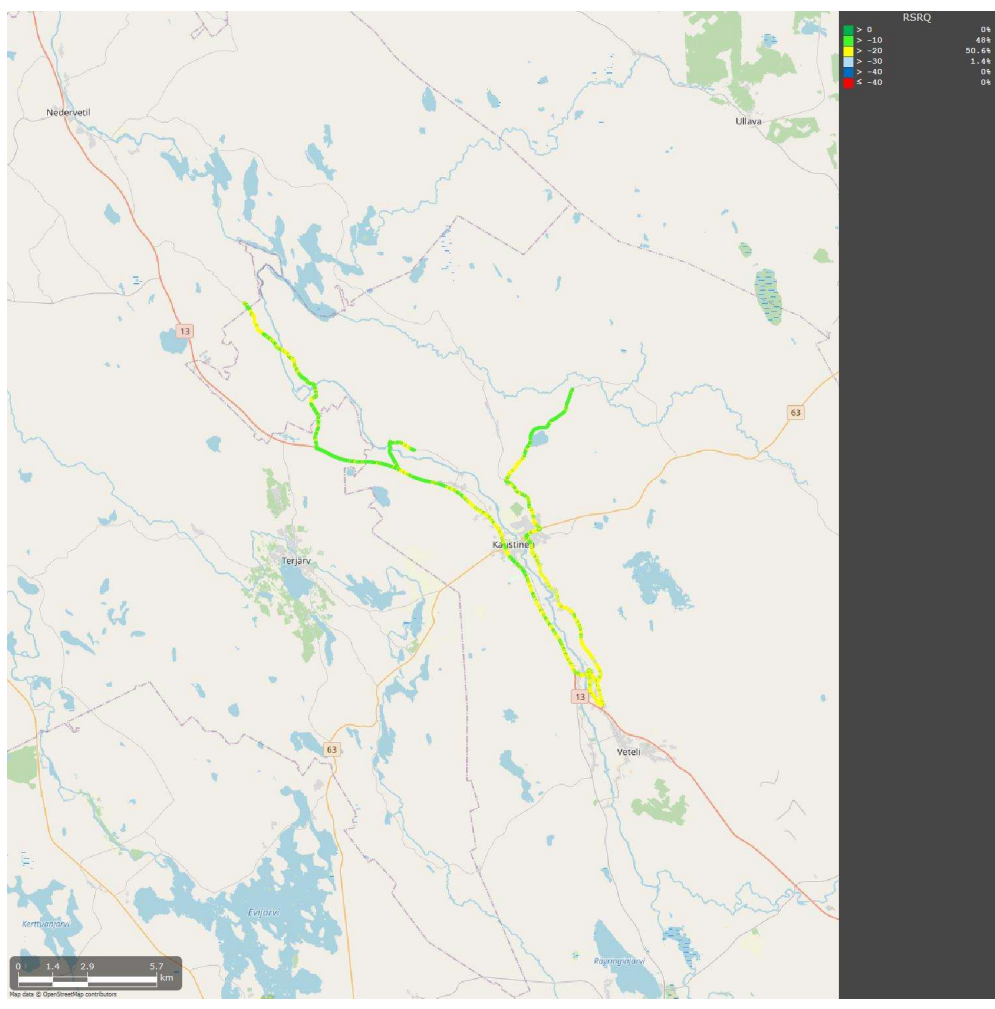 RSRQ
> 0 0%
> -10 48%
> -20 50.6%
> -30 1.4%
> -40 0%
≤ -40 0%
Nedervetil
Ullava
13
63
Kaustinen
Terjärv
13
63
Veteli
Evijärvi
Kerttuanjärvi
Räyrinkijärvi
0 1.4 2.9 5.7
km
Map data © OpenStreetMap contributors